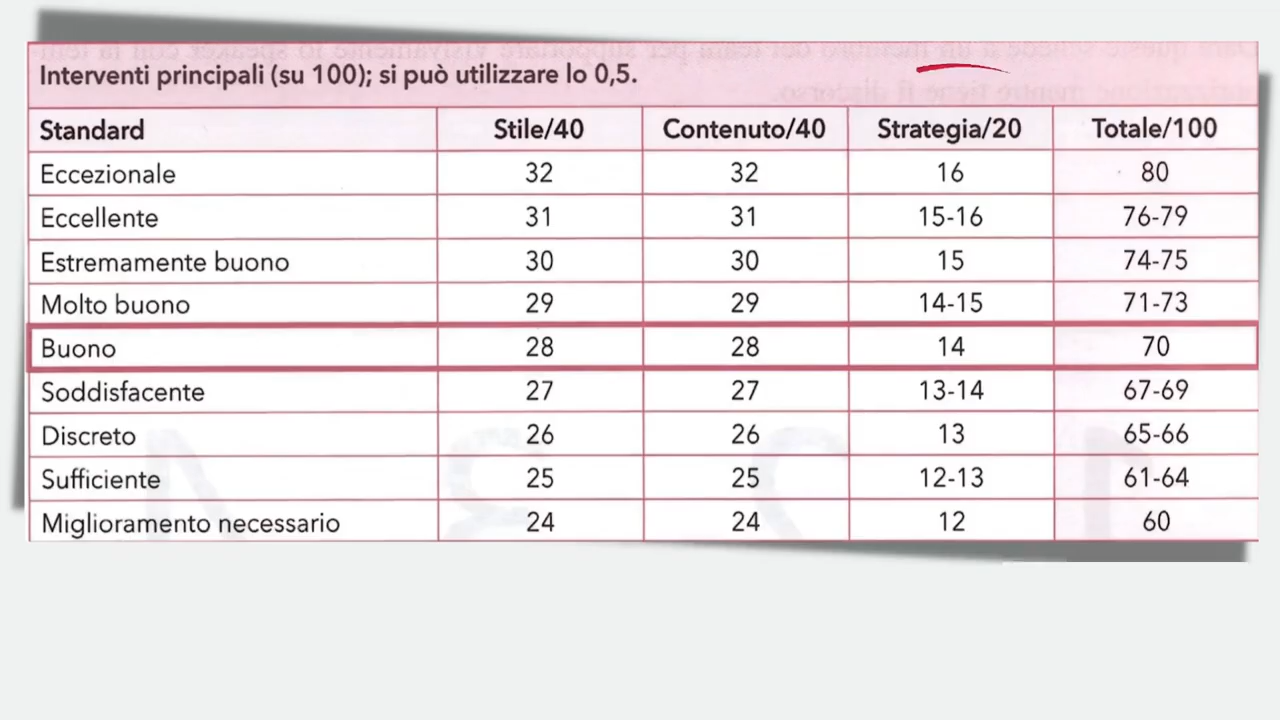 Interventi principali (su 100); si può utilizzare lo 0,5.
Standard Stile/40 Contenuto/40 Strategia/20 Totale/100
Eccezionale 32 32 16 80
Eccellente 31 31 15-16 76-79
Estremamente buono 30 30 15 74-75
Molto buono 29 29 14-15 71-73
Buono 28 28 14 70
Soddisfacente 27 27 13-14 67-69
Discreto 26 26 13 65-66
Sufficiente 25 25 12-13 61-64
Miglioramento necessario 24 24 12 60